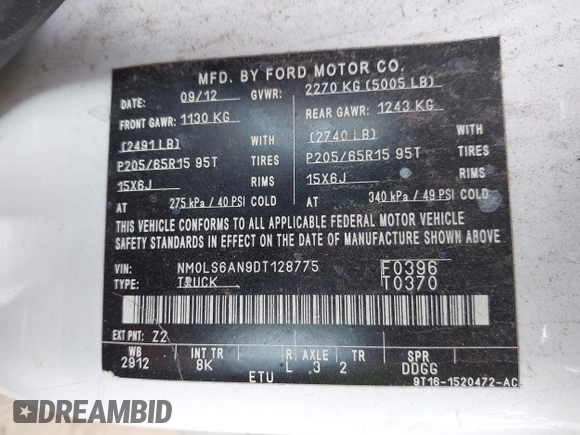 MFD. BY FORD MOTOR CO.
DATE: 09/12 GVWR: 2270 KG (5005 LB)
FRONT GAWR: 1130 KG REAR GAWR: 1243 KG
(2491 LB) WITH (2740 LB) WITH
P205/65R15 95T TIRES P205/65R15 95T TIRES
15X6J RIMS 15X6J RIMS
AT 275 kPa / 40 PSI COLD AT 340 kPa / 49 PSI COLD
THIS VEHICLE CONFORMS TO ALL APPLICABLE FEDERAL MOTOR VEHICLE
SAFETY STANDARDS IN EFFECT ON THE DATE OF MANUFACTURE SHOWN ABOVE
VIN: NM0LS6AN9DT128775 F0396
TYPE: TRUCK T0370
EXT PNT: Z2
WB INT TR R AXLE TR SPR
2912 8K L 3 2 DDGG
ETU 9T16-1520472-AC
DREAMBID